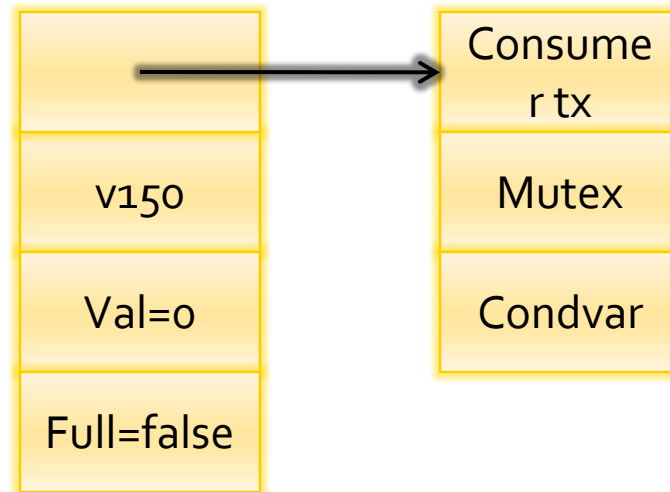 Consume
r tx
v150
Mutex
Val=0
Condvar
Full=false